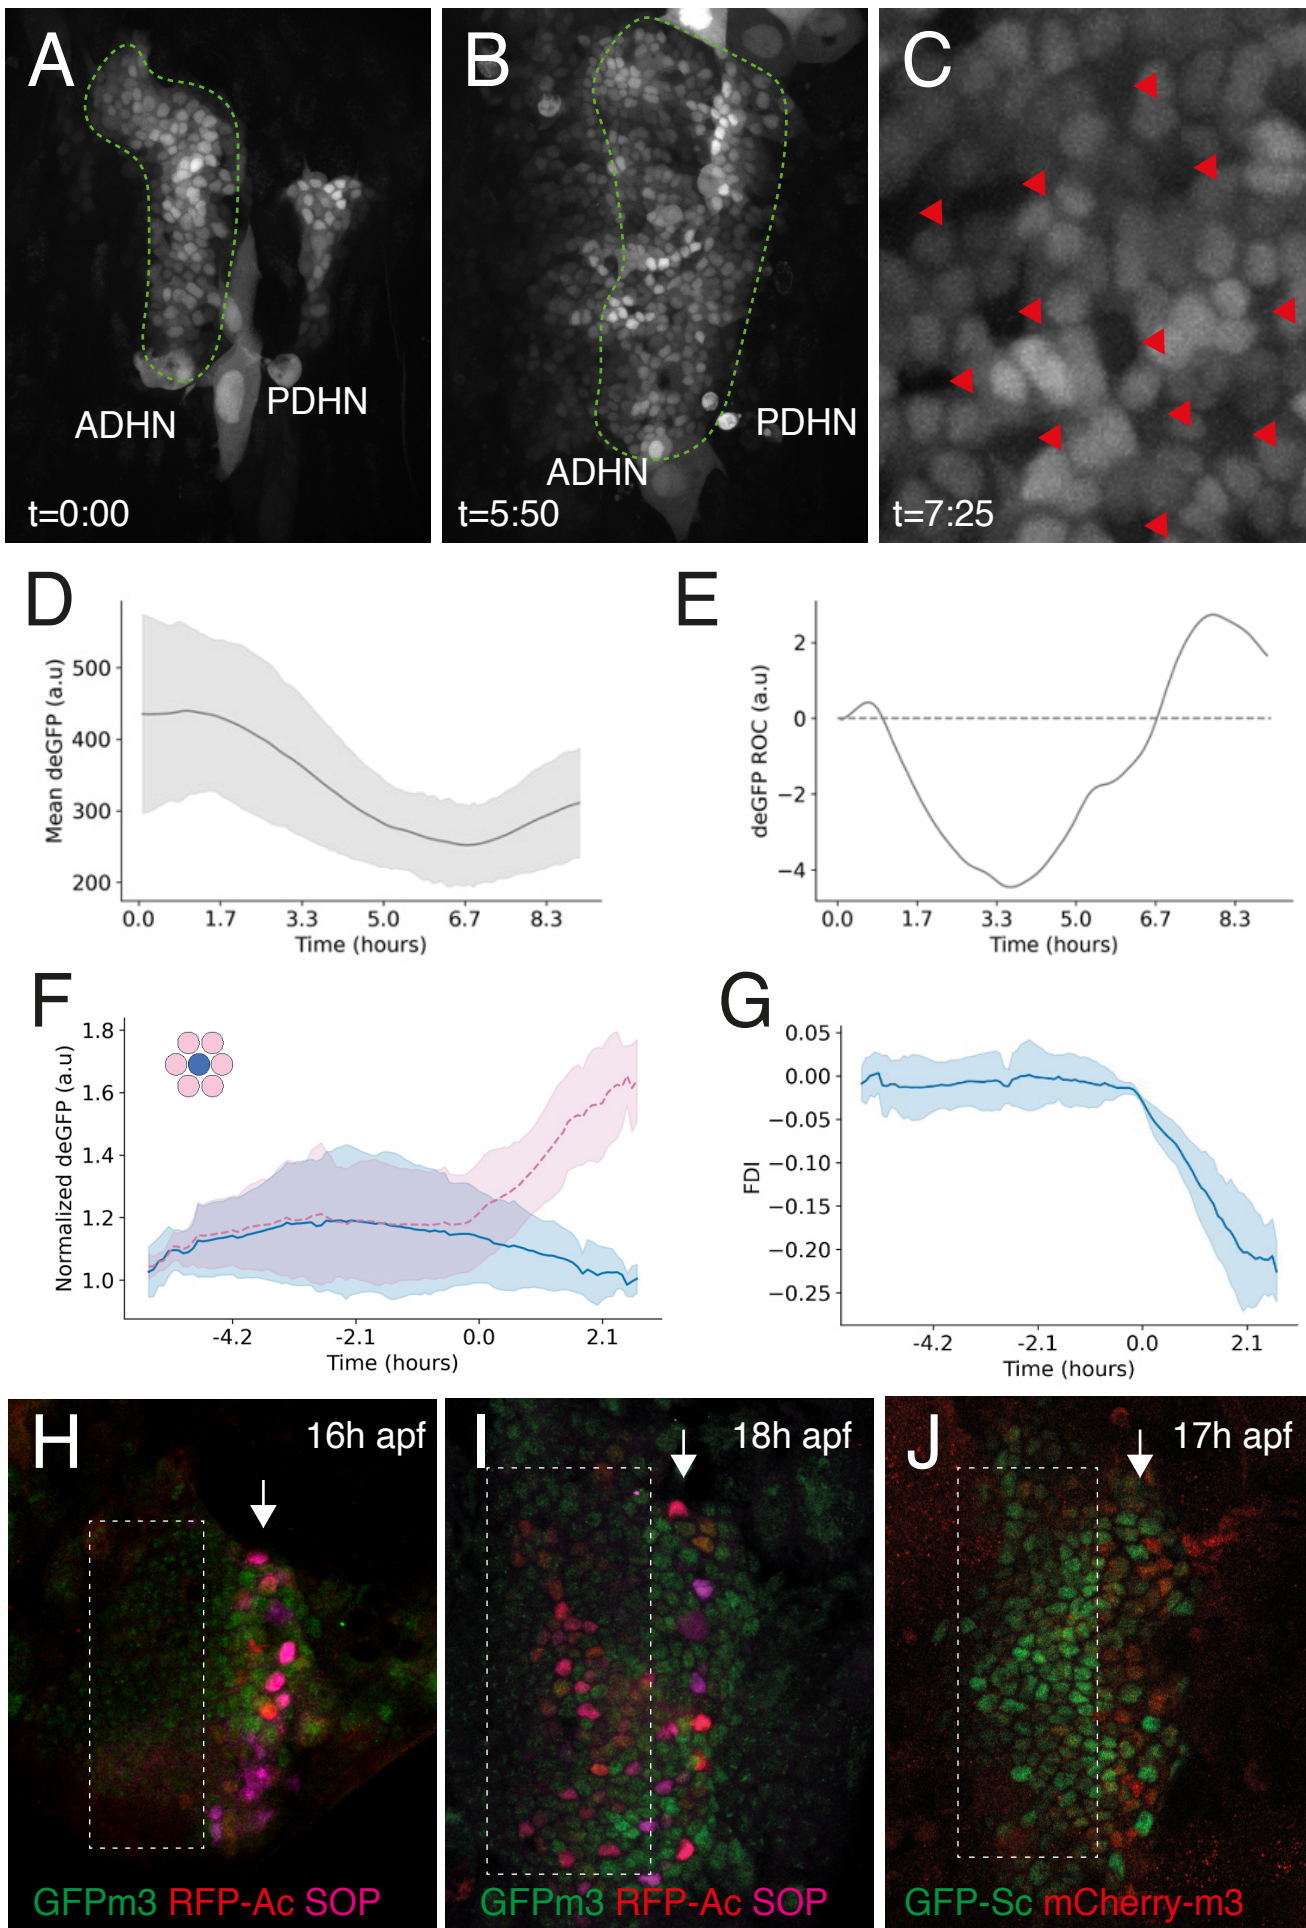 A
ADHN
PDHN
t=0:00
B
PDHN
ADHN
t=5:50
C
t=7:25
D
Mean deGFP (a.u)
500
400
300
200
0.0 1.7 3.3 5.0 6.7 8.3
Time (hours)
E
deGFP ROC (a.u)
2
0
−2
−4
0.0 1.7 3.3 5.0 6.7 8.3
Time (hours)
F
Normalized deGFP (a.u)
1.8
1.6
1.4
1.2
1.0
-4.2 -2.1 0.0 2.1
Time (hours)
G
FDI
0.05
0.00
−0.05
−0.10
−0.15
−0.20
−0.25
-4.2 -2.1 0.0 2.1
Time (hours)
H
16h apf
GFPm3 RFP-Ac SOP
I
18h apf
GFPm3 RFP-Ac SOP
J
17h apf
GFP-Sc mCherry-m3